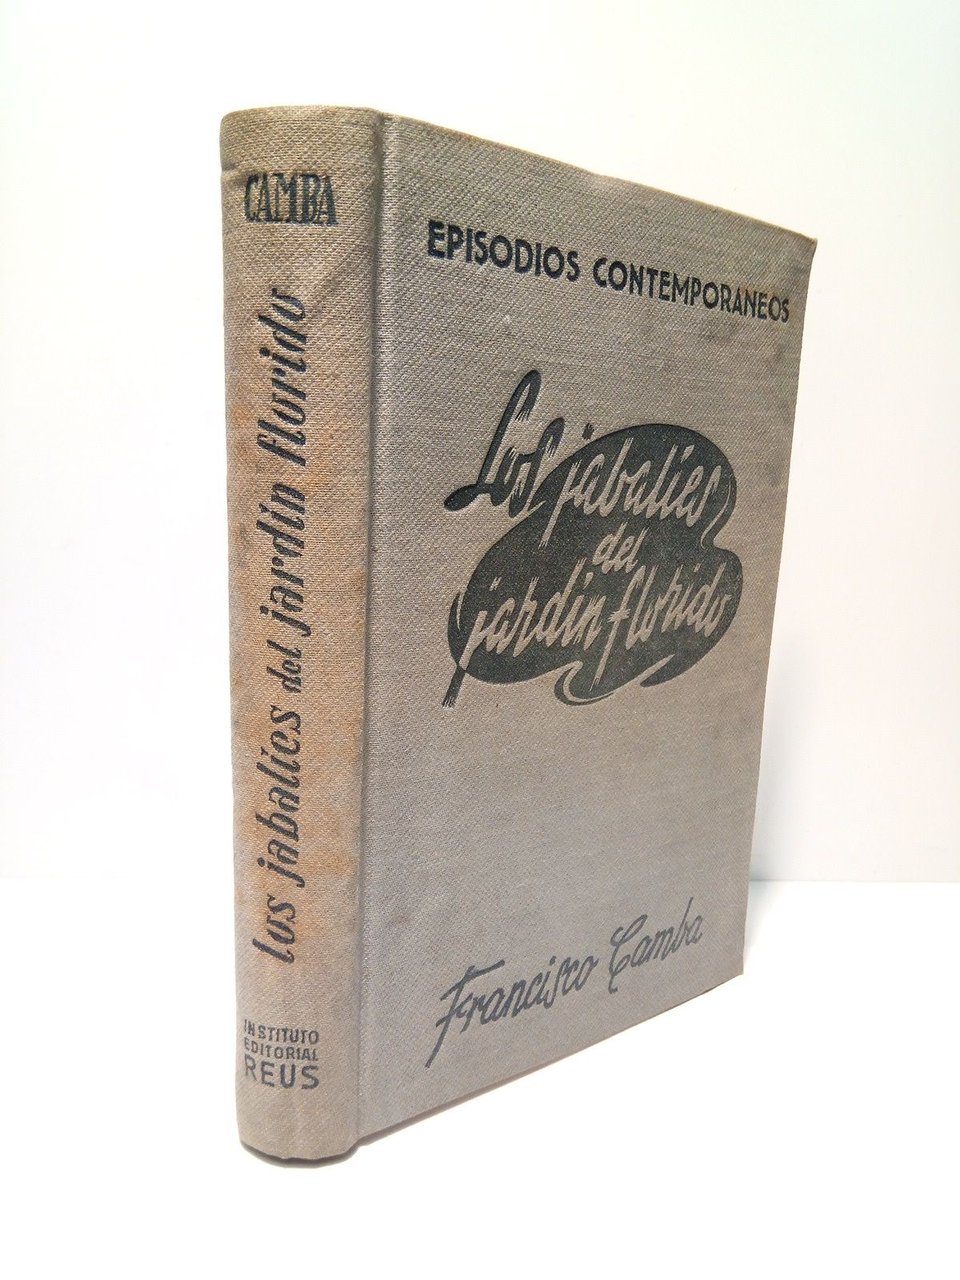 CAMBA
los jabalíes del jardín florido
INSTITUTO
EDITORIAL
REUS
EPISODIOS CONTEMPORANEOS
Los jabalíes
del
jardín florido
Francisco Camba